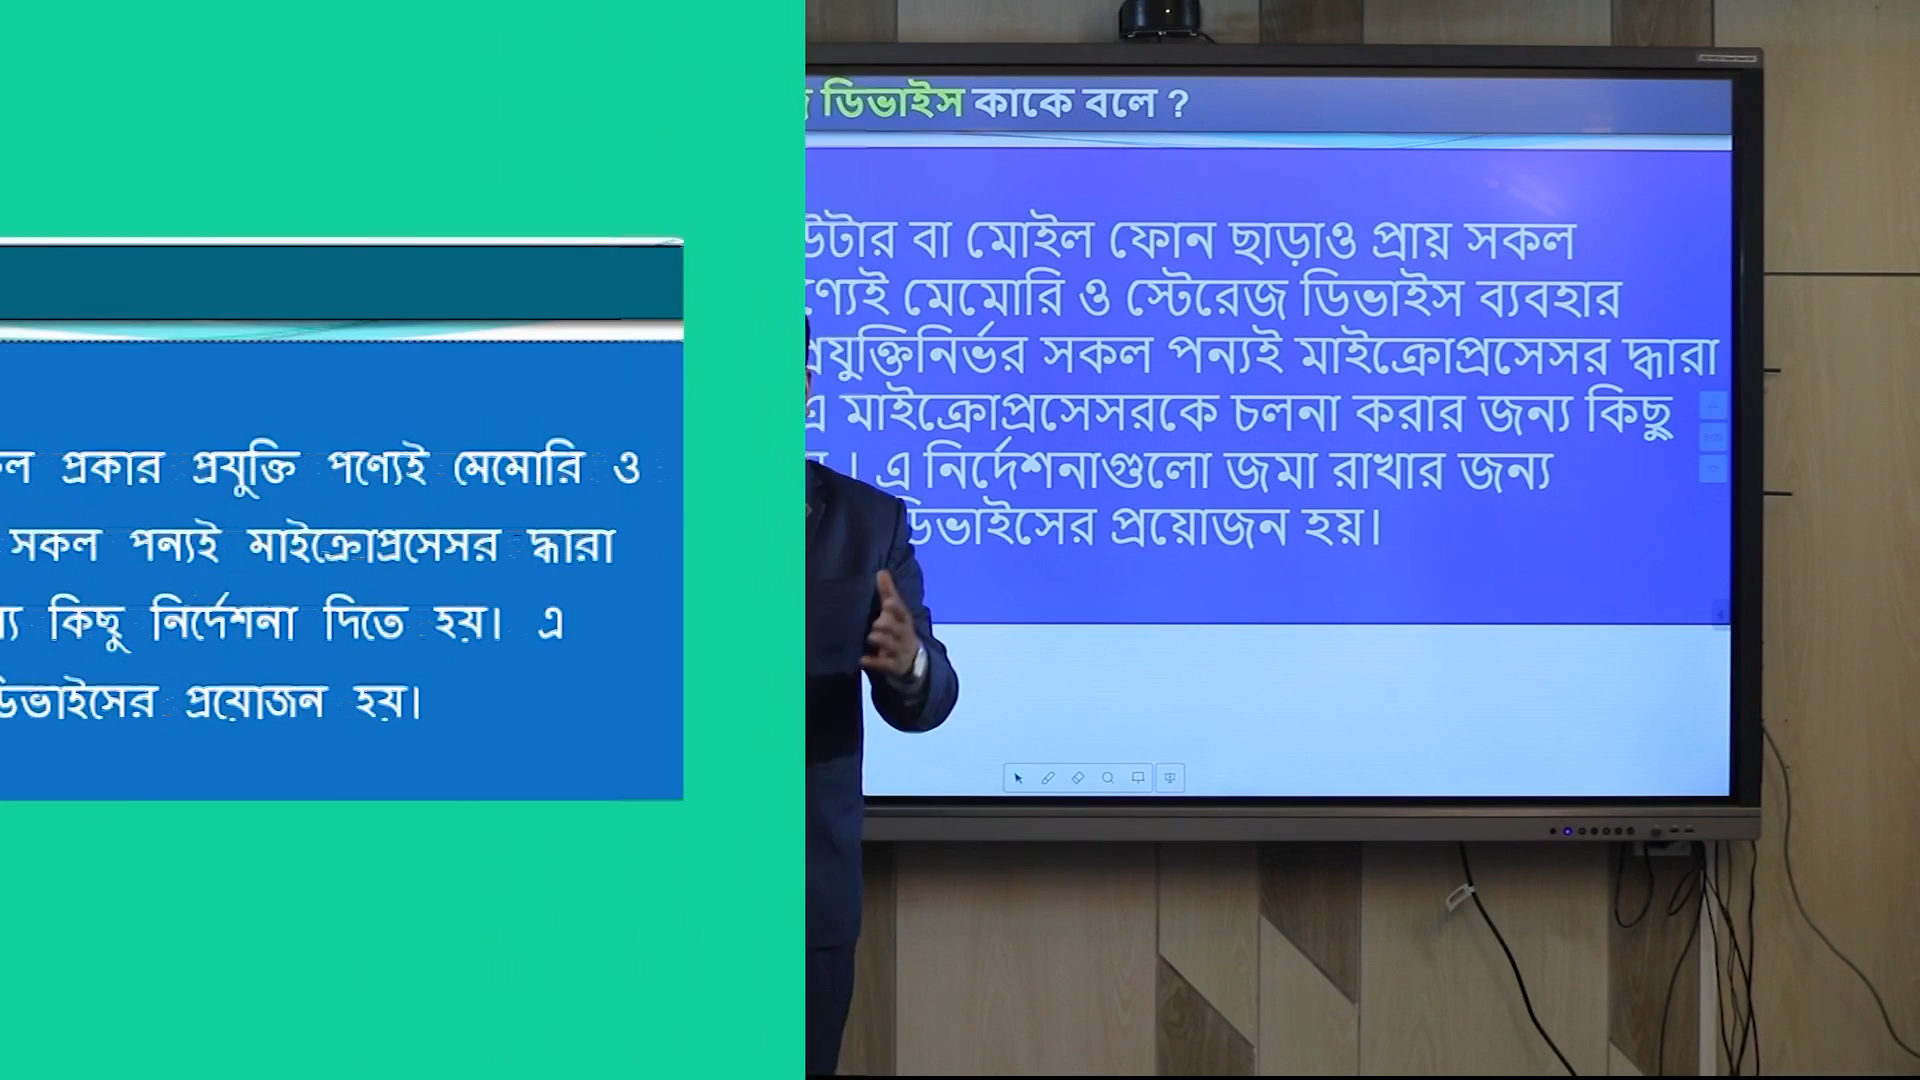 প্রকার প্রযুক্তি পণ্যেই মেমোরি ও
সকল পন্যই মাইক্রোপ্রসেসর দ্ধারা
কিছু নির্দেশনা দিতে হয়। এ
ডিভাইসের প্রয়োজন হয়।
ডিভাইস কাকে বলে ?
বা মোইল ফোন ছাড়াও প্রায় সকল
মেমোরি ও স্টেরেজ ডিভাইস ব্যবহার
প্রযুক্তিনির্ভর সকল পন্যই মাইক্রোপ্রসেসর দ্ধারা
এ মাইক্রোপ্রসেসরকে চলনা করার জন্য কিছু
। এ নির্দেশনাগুলো জমা রাখার জন্য
ডিভাইসের প্রয়োজন হয়।